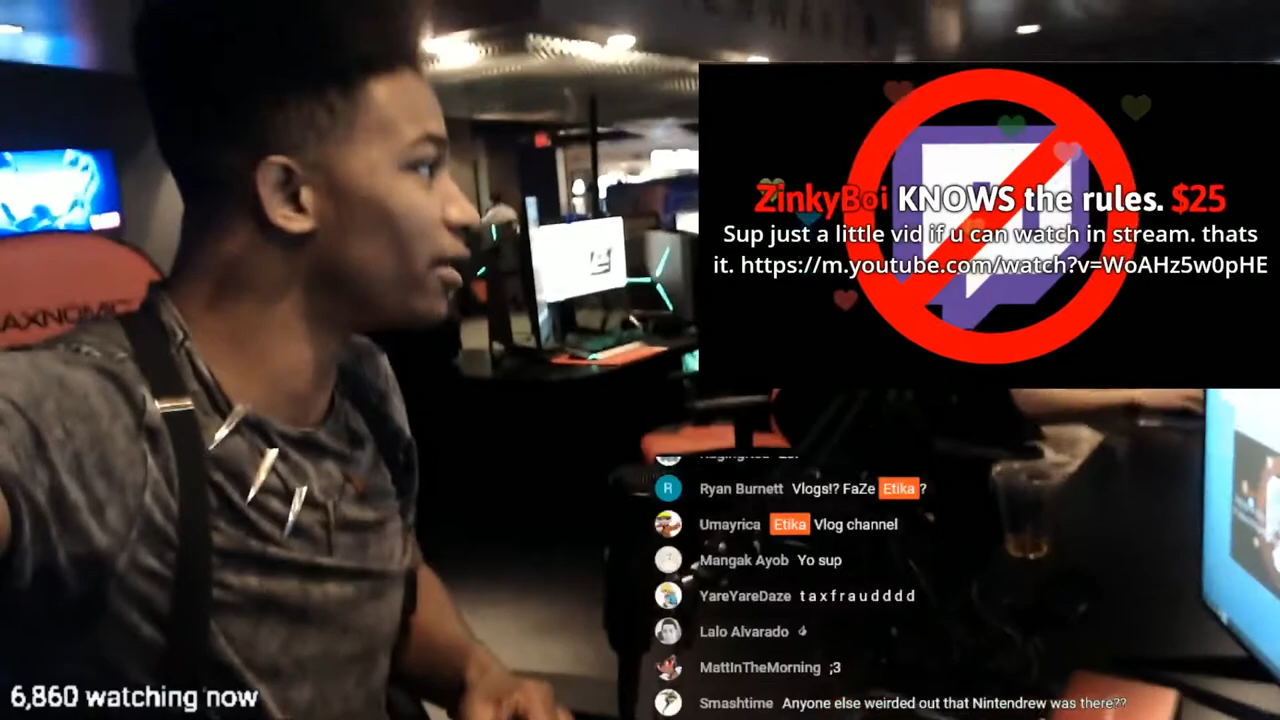 AXNOMIC
ZinkyBoi KNOWS the rules. $25
Sup just a little vid if u can watch in stream. thats
it. https://m.youtube.com/watch?v=WoAHz5w0pHE
R Ryan Burnett Vlogs!? FaZe Etika ?
Umayrica Etika Vlog channel
Mangak Ayob Yo sup
YareYareDaze t a x f r a u d d d d
Lalo Alvarado
MattInTheMorning ;3
Smashtime Anyone else weirded out that Nintendrew was there??
6,860 watching now